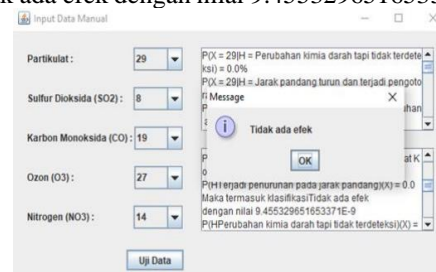 k ada efek dengan nilai 9.455329651653
Input Data Manual
Partikulat :
29
Sulfur Dioksida (SO2) :
8
Karbon Monoksida (CO) :
19
Ozon (O3) :
27
Nitrogen (NO3) :
14
Uji Data
P(X = 29|H = Perubahan kimia darah tapi tidak terdete
ksi) = 0.0%
P(X = 29|H = Jarak pandang turun dan terjadi pengoto
Message
Tidak ada efek
OK
P(HTerjadi penurunan pada jarak pandang)(X) = 0.0
Maka termasuk klasifikasiTidak ada efek
dengan nilai 9.455329651653371E-9
P(HPerubahan kimia darah tapi tidak terdeteksi)(X) =